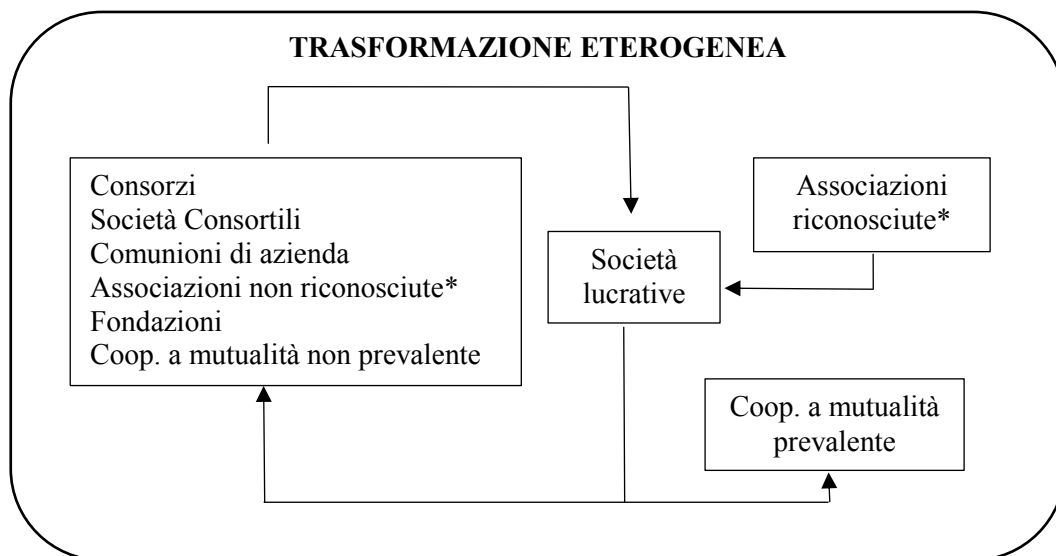 TRASFORMAZIONE ETEROGENEA
Consorzi
Società Consortili
Comunioni di azienda
Associazioni non riconosciute*
Fondazioni
Coop. a mutualità non prevalente
Società
lucrative
Associazioni
riconosciute*
Coop. a mutualità
prevalente